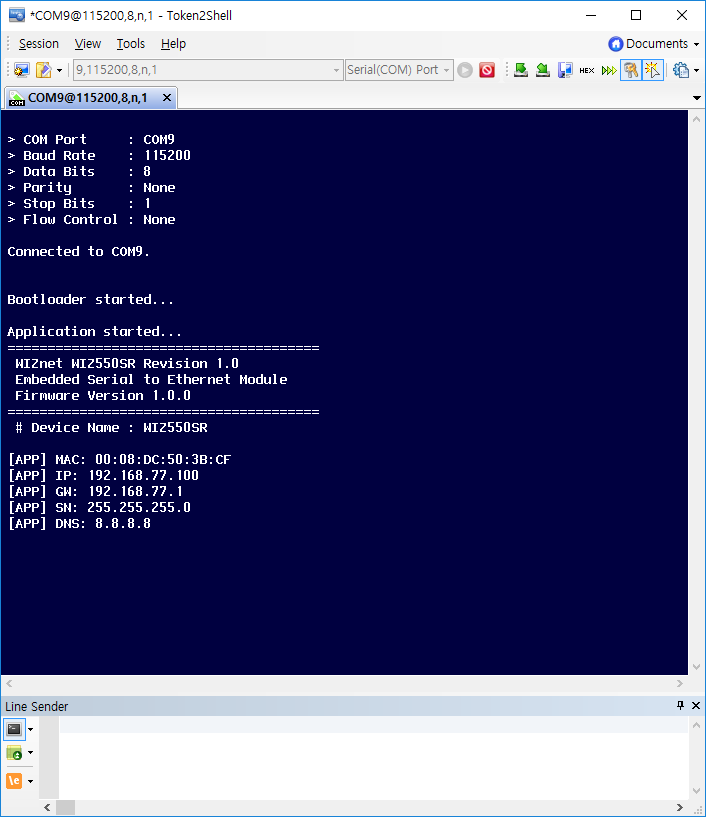 *COM9@115200,8,n,1 - Token2Shell
Session View Tools Help Documents
9,115200,8,n,1 Serial(COM) Port HEX
COM COM9@115200,8,n,1
> COM Port     : COM9
> Baud Rate    : 115200
> Data Bits    : 8
> Parity       : None
> Stop Bits    : 1
> Flow Control : None
Connected to COM9.
Bootloader started...
Application started...
=======================================
WIZnet WIZ550SR Revision 1.0
Embedded Serial to Ethernet Module
Firmware Version 1.0.0
=======================================
# Device Name : WIZ550SR
[APP] MAC: 00:08:DC:50:3B:CF
[APP] IP: 192.168.77.100
[APP] GW: 192.168.77.1
[APP] SN: 255.255.255.0
[APP] DNS: 8.8.8.8
Line Sender
\e